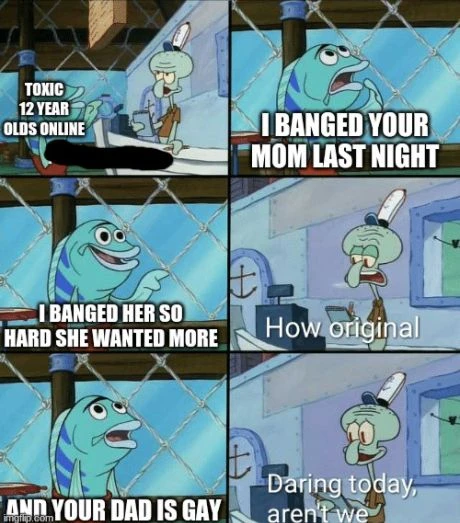 TOXIC
12 YEAR
OLDS ONLINE
I BANGED YOUR
MOM LAST NIGHT
I BANGED HER SO
HARD SHE WANTED MORE
How original
AND YOUR DAD IS GAY
Daring today,
aren't we
imgflip.com